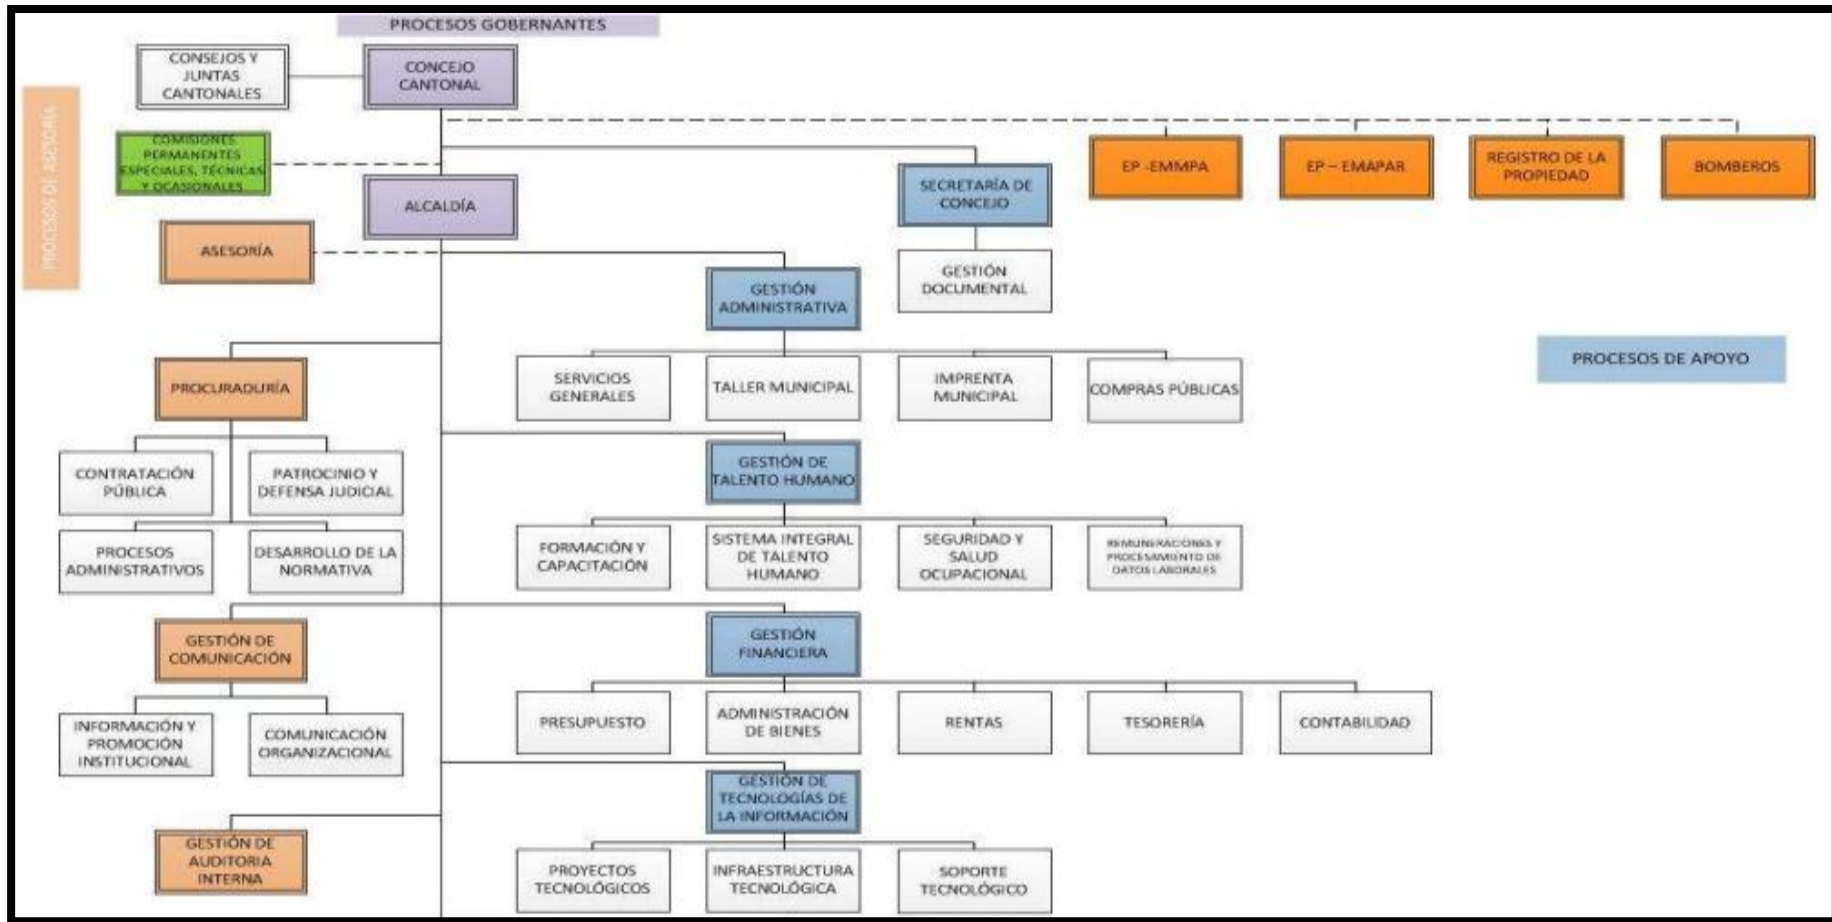 PROCESOS GOBERNANTES
CONSEJOS Y
JUNTAS
CANTONALES
CONCEJO
CANTONAL
PROCESOS DE ASESORÍA
COMISIONES
PERMANENTES
ESPECIALES, TÉCNICAS
Y OCASIONALES
EP -EMMPA
EP – EMAPAR
REGISTRO DE LA
PROPIEDAD
BOMBEROS
ALCALDÍA
SECRETARÍA DE
CONCEJO
ASESORÍA
GESTIÓN
DOCUMENTAL
GESTIÓN
ADMINISTRATIVA
PROCESOS DE APOYO
PROCURADURÍA
SERVICIOS
GENERALES
TALLER MUNICIPAL
IMPRENTA
MUNICIPAL
COMPRAS PÚBLICAS
CONTRATACIÓN
PÚBLICA
PATROCINIO Y
DEFENSA JUDICIAL
GESTIÓN DE
TALENTO HUMANO
PROCESOS
ADMINISTRATIVOS
DESARROLLO DE LA
NORMATIVA
FORMACIÓN Y
CAPACITACIÓN
SISTEMA INTEGRAL
DE TALENTO
HUMANO
SEGURIDAD Y
SALUD
OCUPACIONAL
REMUNERACIONES Y
PROCESAMIENTO DE
DATOS LABORALES
GESTIÓN DE
COMUNICACIÓN
GESTIÓN
FINANCIERA
INFORMACIÓN Y
PROMOCIÓN
INSTITUCIONAL
COMUNICACIÓN
ORGANIZACIONAL
PRESUPUESTO
ADMINISTRACIÓN
DE BIENES
RENTAS
TESORERÍA
CONTABILIDAD
GESTIÓN DE
TECNOLOGÍAS DE
LA INFORMACIÓN
GESTIÓN DE
AUDITORIA
INTERNA
PROYECTOS
TECNOLÓGICOS
INFRAESTRUCTURA
TECNOLÓGICA
SOPORTE
TECNOLÓGICO